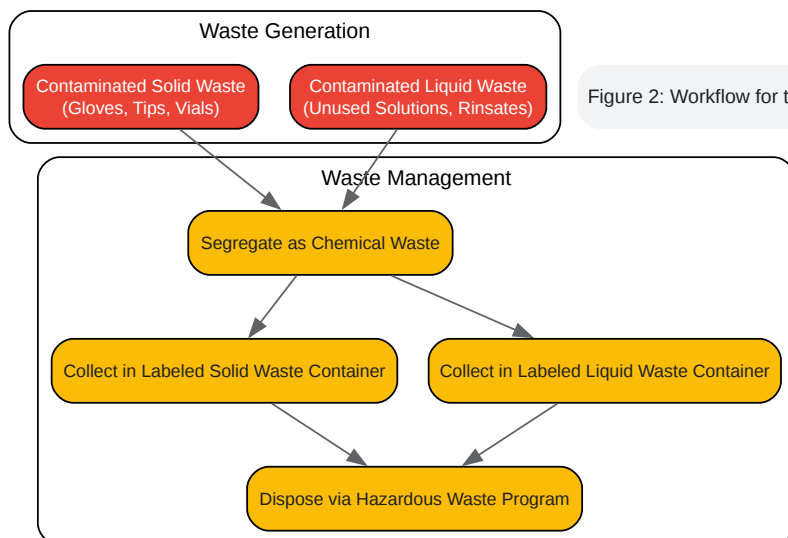 Waste Generation
Contaminated Solid Waste
(Gloves, Tips, Vials)
Contaminated Liquid Waste
(Unused Solutions, Rinsates)
Figure 2: Workflow for t
Waste Management
Segregate as Chemical Waste
Collect in Labeled Solid Waste Container
Collect in Labeled Liquid Waste Container
Dispose via Hazardous Waste Program